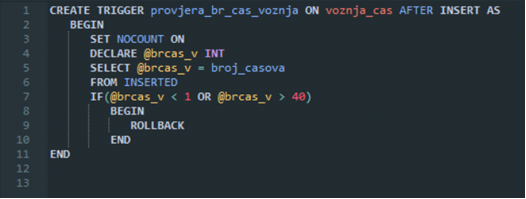 1 CREATE TRIGGER provjera_br_cas_voznja ON voznja_cas AFTER INSERT AS
2 BEGIN
3 SET NOCOUNT ON
4 DECLARE @brcas_v INT
5 SELECT @brcas_v = broj_casova
6 FROM INSERTED
7 IF(@brcas_v < 1 OR @brcas_v > 40)
8 BEGIN
9 ROLLBACK
10 END
11 END
12
13